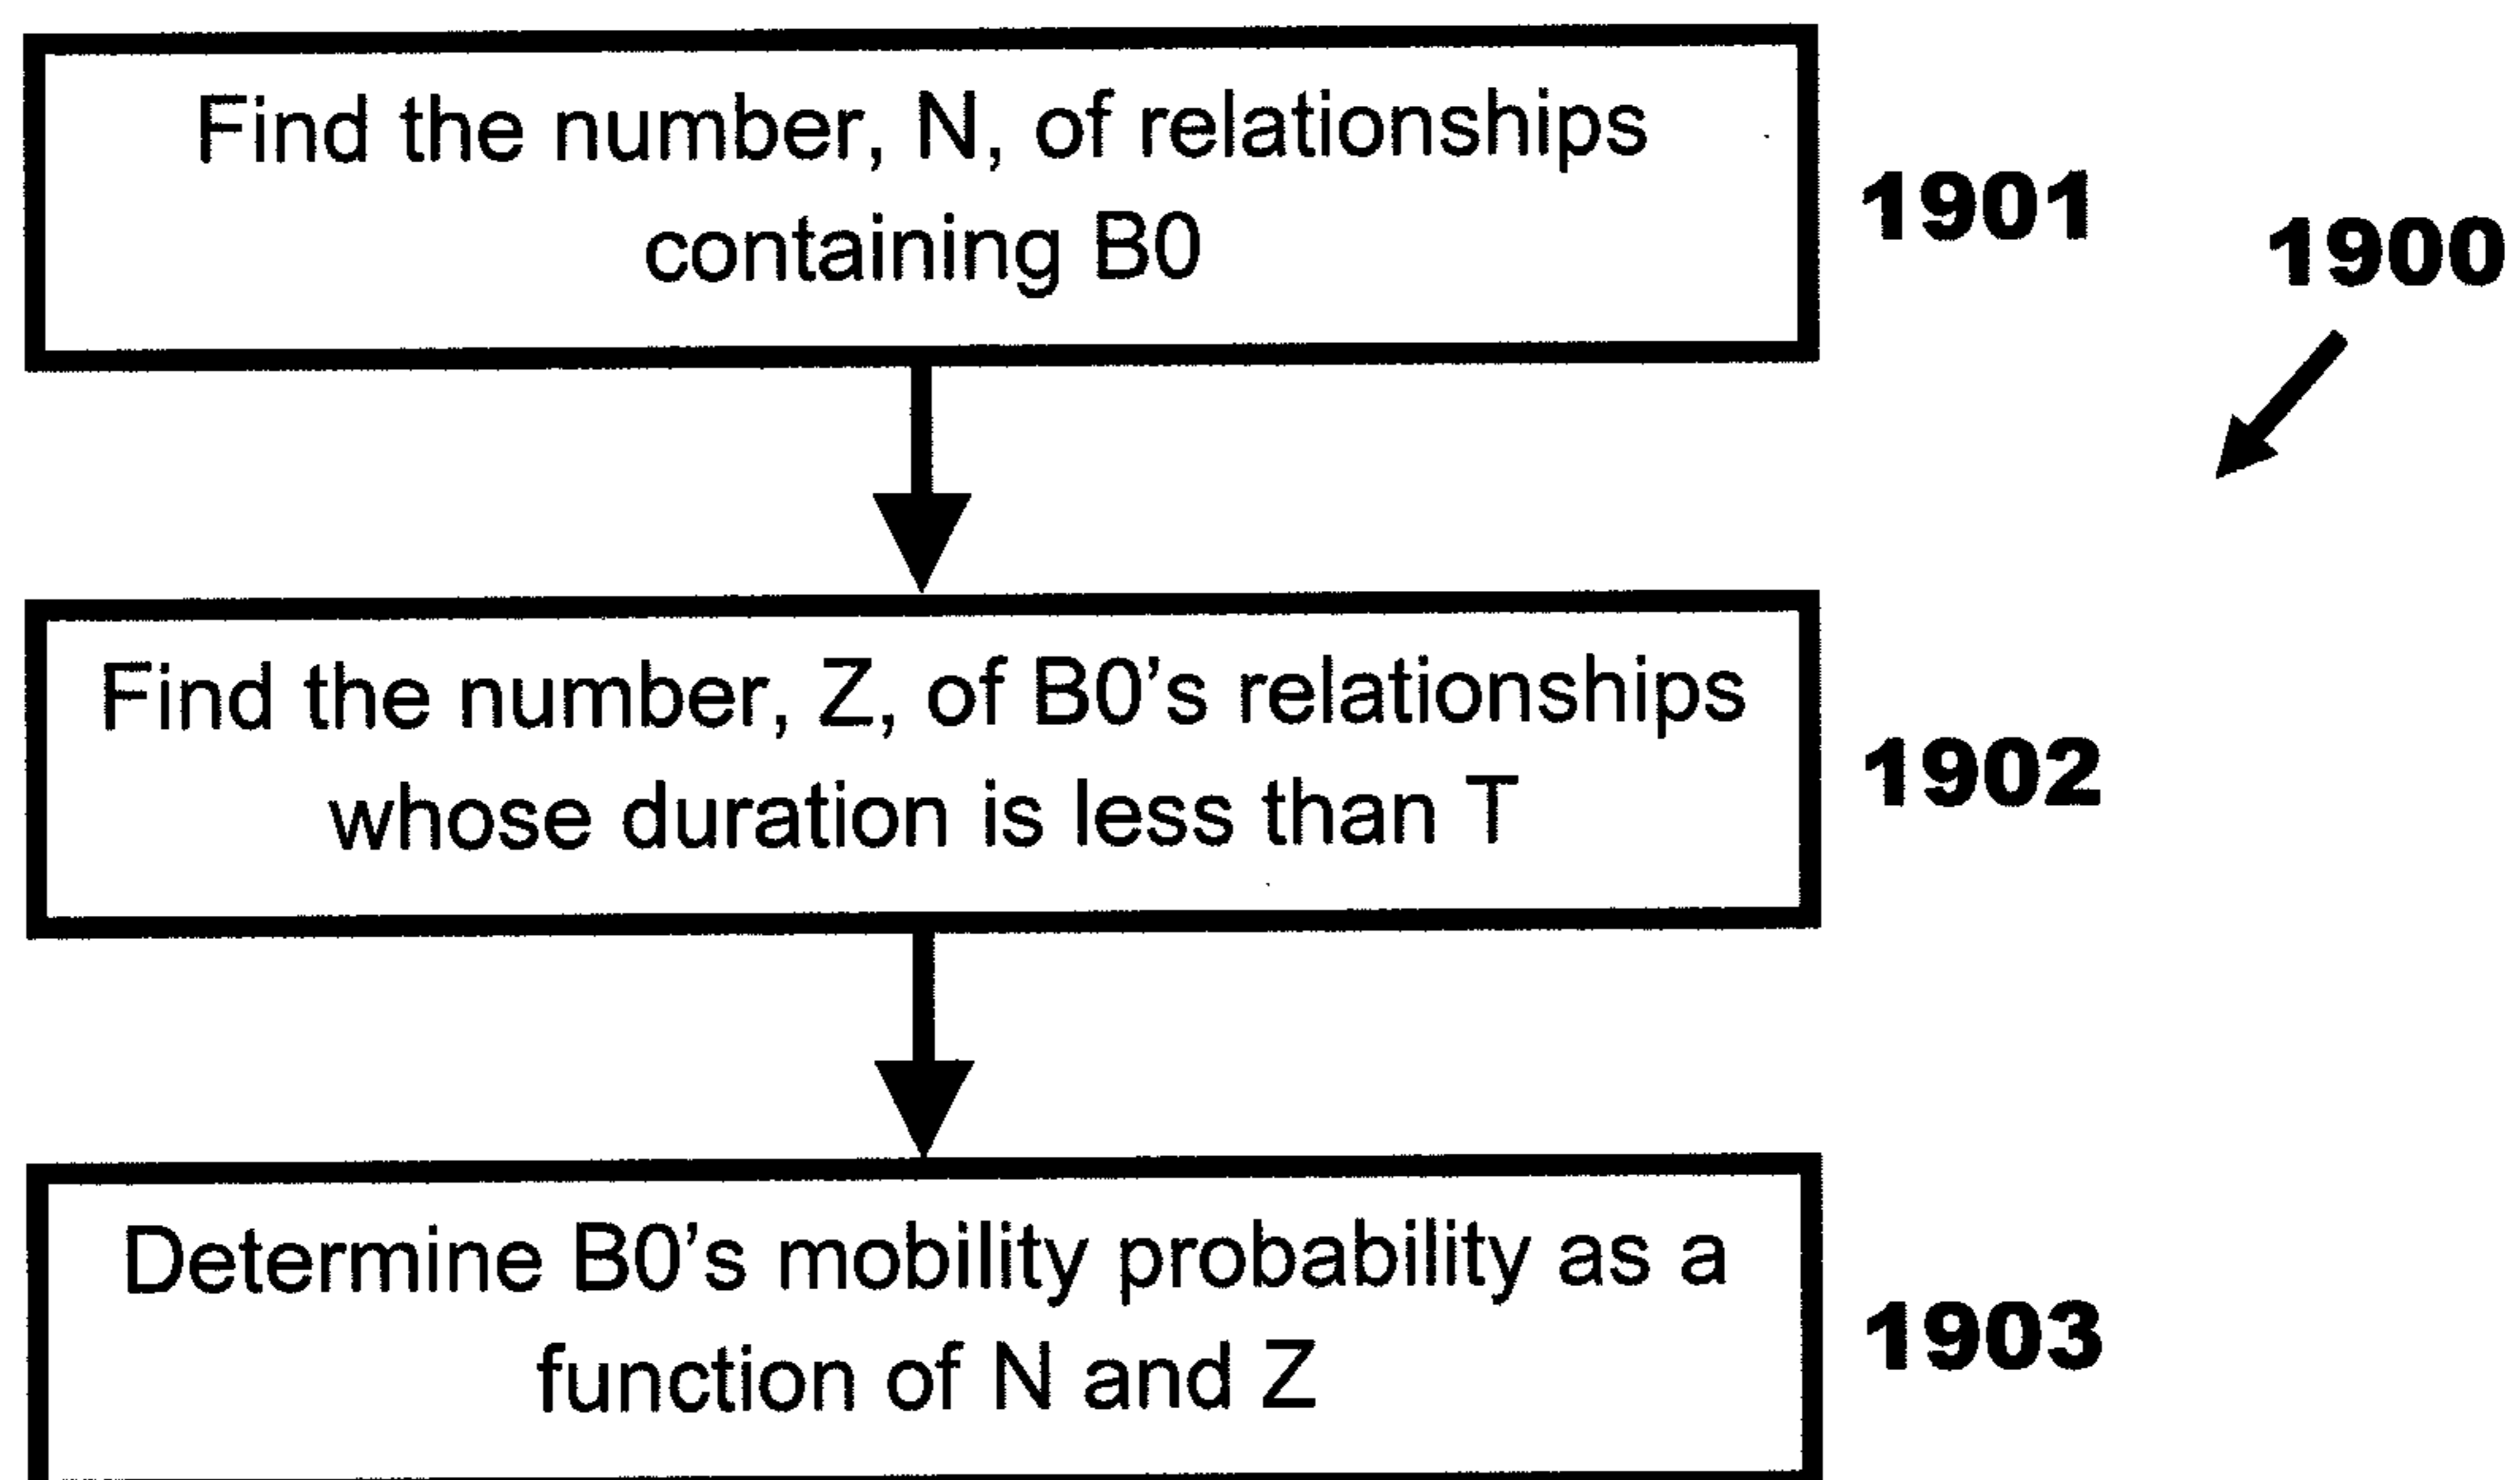 Find the number, N, of relationships
containing B0
1901
1900
Find the number, Z, of B0's relationships
whose duration is less than T
1902
Determine B0's mobility probability as a
function of N and Z
1903